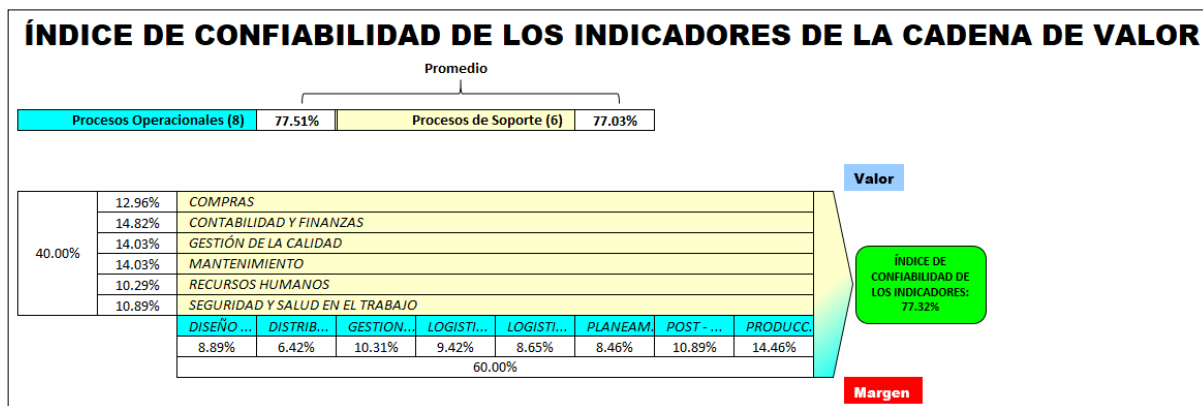 ÍNDICE DE CONFIABILIDAD DE LOS INDICADORES DE LA CADENA DE VALOR
Promedio
Procesos Operacionales (8) 77.51% Procesos de Soporte (6) 77.03%
Valor
40.00%
12.96% COMPRAS
14.82% CONTABILIDAD Y FINANZAS
14.03% GESTIÓN DE LA CALIDAD
14.03% MANTENIMIENTO
10.29% RECURSOS HUMANOS
10.89% SEGURIDAD Y SALUD EN EL TRABAJO
ÍNDICE DE
CONFIABILIDAD DE
LOS INDICADORES:
77.32%
DISEÑO ... DISTRIB... GESTION... LOGISTI... LOGISTI... PLANEAM. POST - ... PRODUCC.
8.89% 6.42% 10.31% 9.42% 8.65% 8.46% 10.89% 14.46%
60.00%
Margen